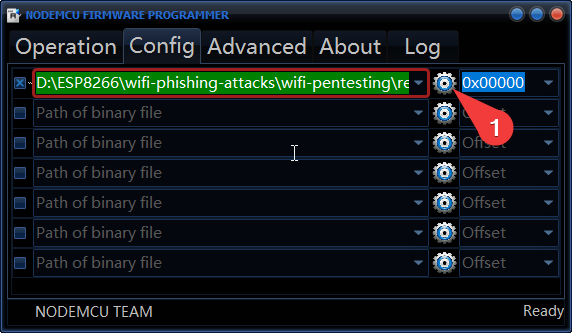 NODEMCU FIRMWARE PROGRAMMER
Operation Config Advanced About Log
D:\ESP8266\wifi-phishing-attacks\wifi-pentesting\re 0x00000
1
Path of binary file Offset
Path of binary file Offset
Path of binary file Offset
Path of binary file Offset
Path of binary file Offset
Path of binary file Offset
NODEMCU TEAM Ready